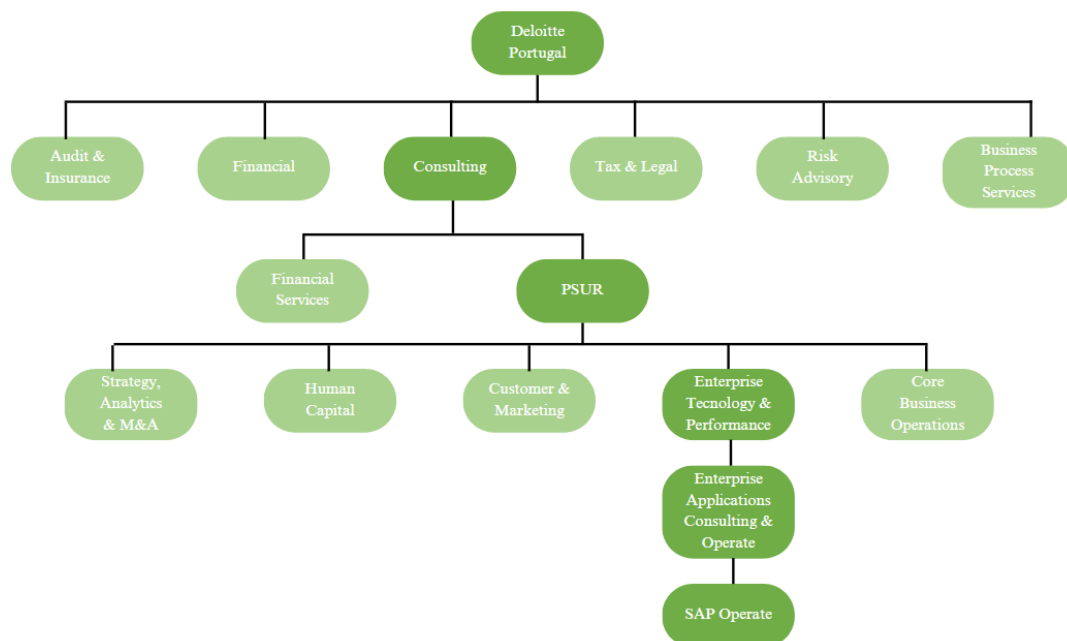 Deloitte
Portugal
Audit &
Insurance
Financial
Consulting
Tax & Legal
Risk
Advisory
Business
Process
Services
Financial
Services
PSUR
Strategy,
Analytics
& M&A
Human
Capital
Customer &
Marketing
Enterprise
Tecnology &
Performance
Core
Business
Operations
Enterprise
Applications
Consulting &
Operate
SAP Operate